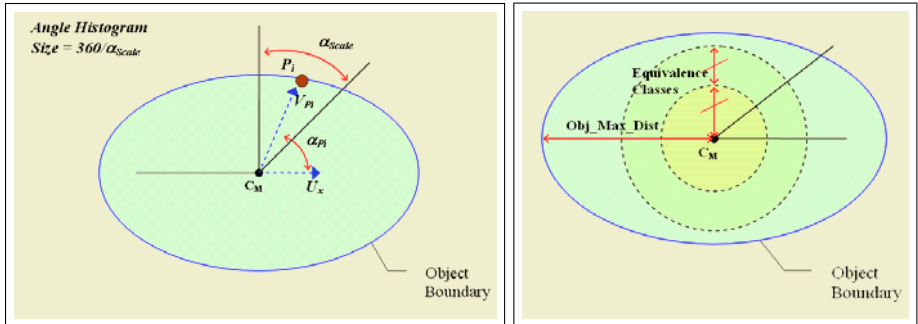 Angle Histogram
Size = 360/αScale
αScale
Pi
VPi
αPi
CM
Ux
Object
Boundary
Equivalence
Classes
Obj_Max_Dist
CM
Object
Boundary